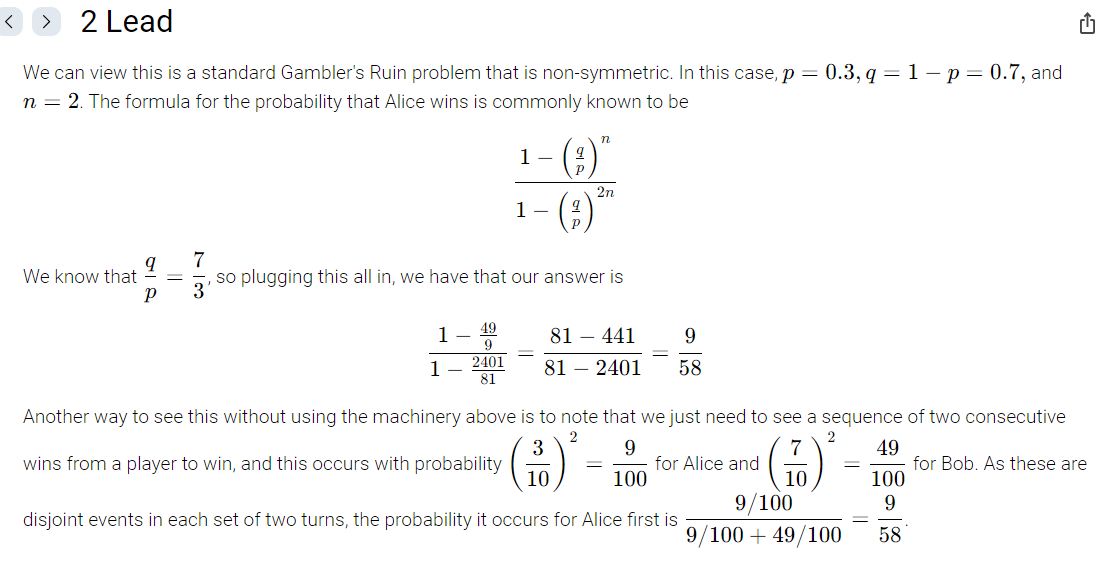 2 Lead
We can view this is a standard Gambler's Ruin problem that is non-symmetric. In this case, p = 0.3, q = 1 − p = 0.7, and
n = 2. The formula for the probability that Alice wins is commonly known to be
\frac{1 - \left(\frac{q}{p}\right)^{n}}{1 - \left(\frac{q}{p}\right)^{2n}}
We know that \frac{q}{p} = \frac{7}{3}, so plugging this all in, we have that our answer is
\frac{1 - \frac{49}{9}}{1 - \frac{2401}{81}} = \frac{81 - 441}{81 - 2401} = \frac{9}{58}
Another way to see this without using the machinery above is to note that we just need to see a sequence of two consecutive
wins from a player to win, and this occurs with probability \left(\frac{3}{10}\right)^{2} = \frac{9}{100} for Alice and \left(\frac{7}{10}\right)^{2} = \frac{49}{100} for Bob. As these are
disjoint events in each set of two turns, the probability it occurs for Alice first is \frac{9/100}{9/100 + 49/100} = \frac{9}{58}.